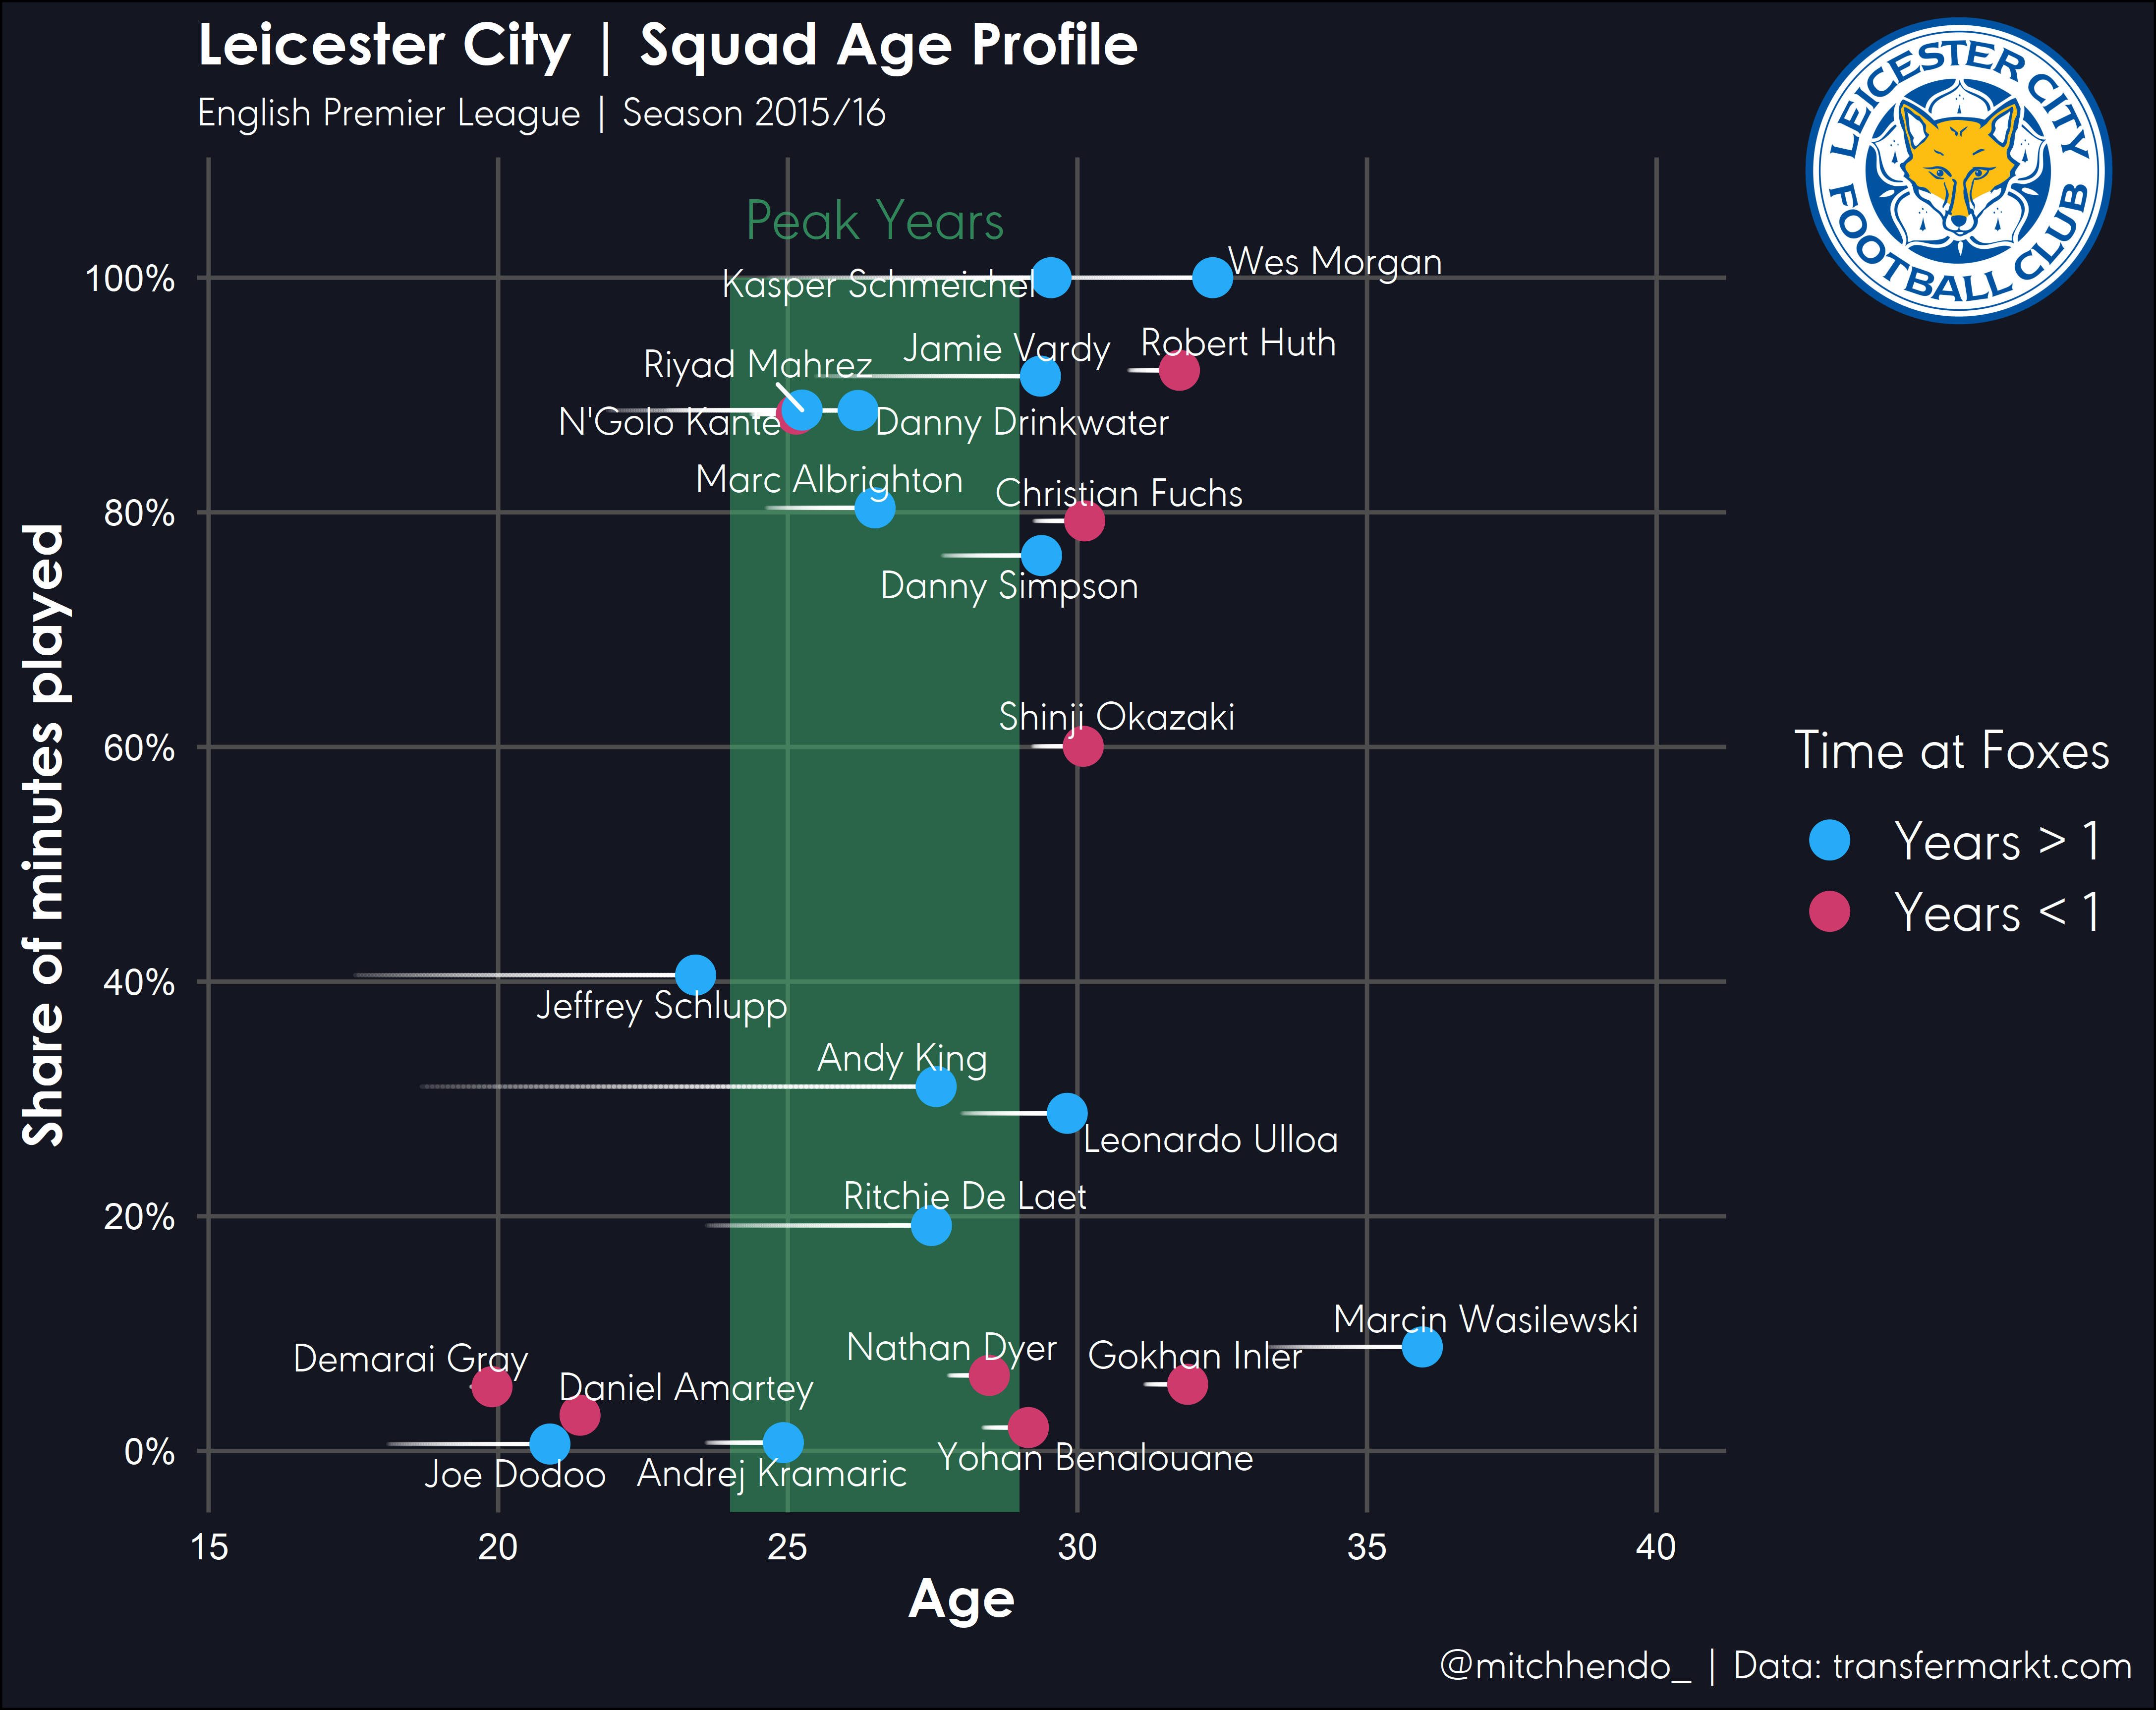 Leicester City | Squad Age Profile
English Premier League | Season 2015/16
LEICESTER CITY
FOOTBALL CLUB
Peak Years
Wes Morgan
100%
Kasper Schmeichel
Robert Huth
Jamie Vardy
Riyad Mahrez
N'Golo Kante
Danny Drinkwater
Marc Albrighton
Christian Fuchs
80%
Danny Simpson
Shinji Okazaki
60%
Time at Foxes
Years > 1
Years < 1
Share of minutes played
40%
Jeffrey Schlupp
Andy King
Leonardo Ulloa
Ritchie De Laet
20%
Marcin Wasilewski
Nathan Dyer
Gokhan Inler
Demarai Gray
Daniel Amartey
0%
Yohan Benalouane
Joe Dodoo
Andrej Kramaric
15 20 25 30 35 40
Age
@mitchhendo_ | Data: transfermarkt.com